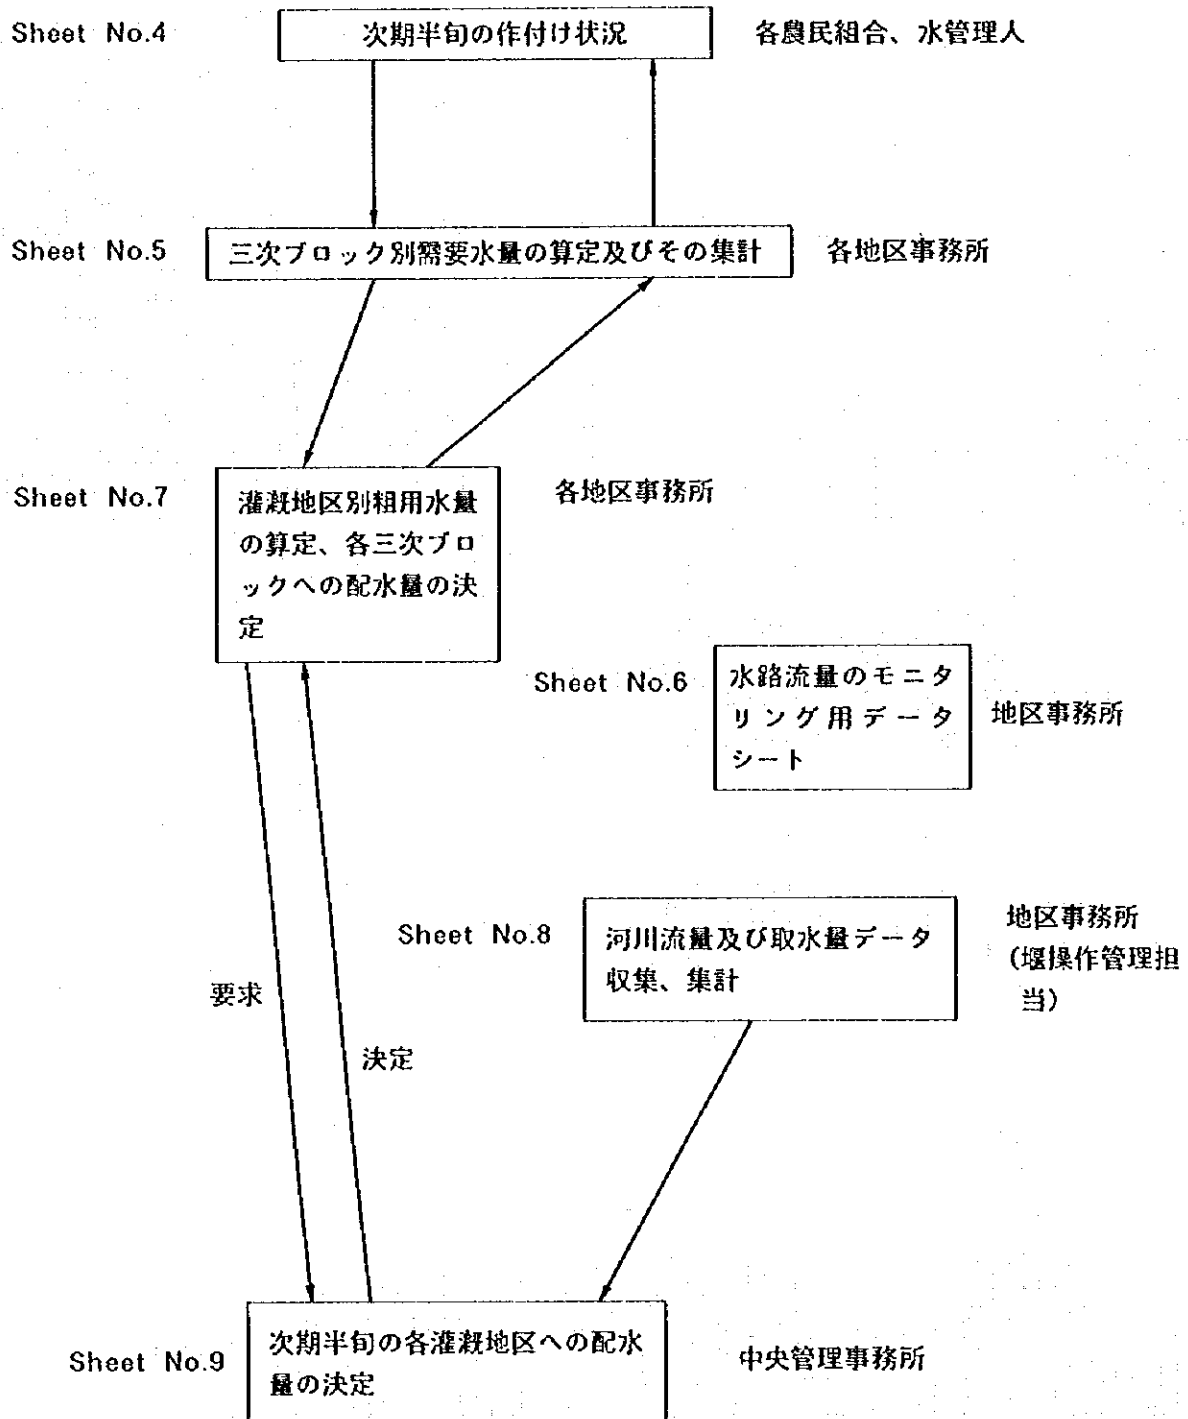 Sheet No.4
次期半旬の作付け状況
各農民組合、水管理人
Sheet No.5
三次ブロック別需要水量の算定及びその集計
各地区事務所
Sheet No.7
灌漑地区別粗用水量
の算定、各三次ブロ
ックへの配水量の決
定
各地区事務所
Sheet No.6
水路流量のモニタ
リング用データ
シート
地区事務所
Sheet No.8
河川流量及び取水量データ
収集、集計
地区事務所
(堰操作管理担
当)
要求
決定
Sheet No.9
次期半旬の各灌漑地区への配水
量の決定
中央管理事務所